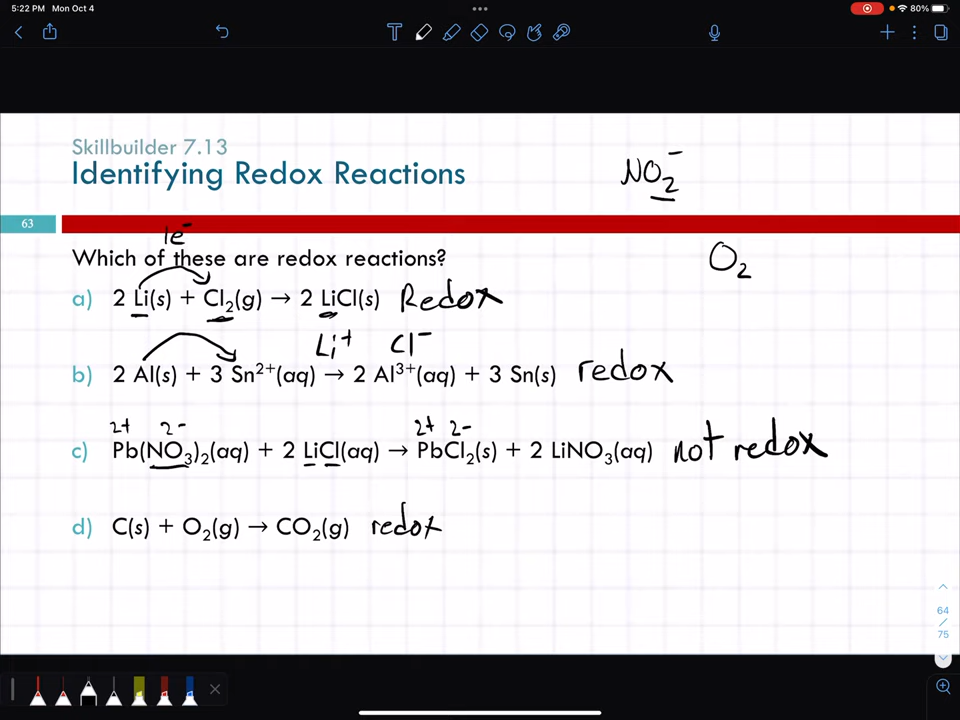 5:22 PM Mon Oct 4
80%
Skillbuilder 7.13
Identifying Redox Reactions
NO₂⁻
63
1e⁻
Which of these are redox reactions?
O₂
a) 2 Li(s) + Cl₂(g) → 2 LiCl(s) Redox
Li⁺ Cl⁻
b) 2 Al(s) + 3 Sn²⁺(aq) → 2 Al³⁺(aq) + 3 Sn(s) redox
2+ 2- 2+ 2-
c) Pb(NO₃)₂(aq) + 2 LiCl(aq) → PbCl₂(s) + 2 LiNO₃(aq) not redox
d) C(s) + O₂(g) → CO₂(g) redox
64
/
75